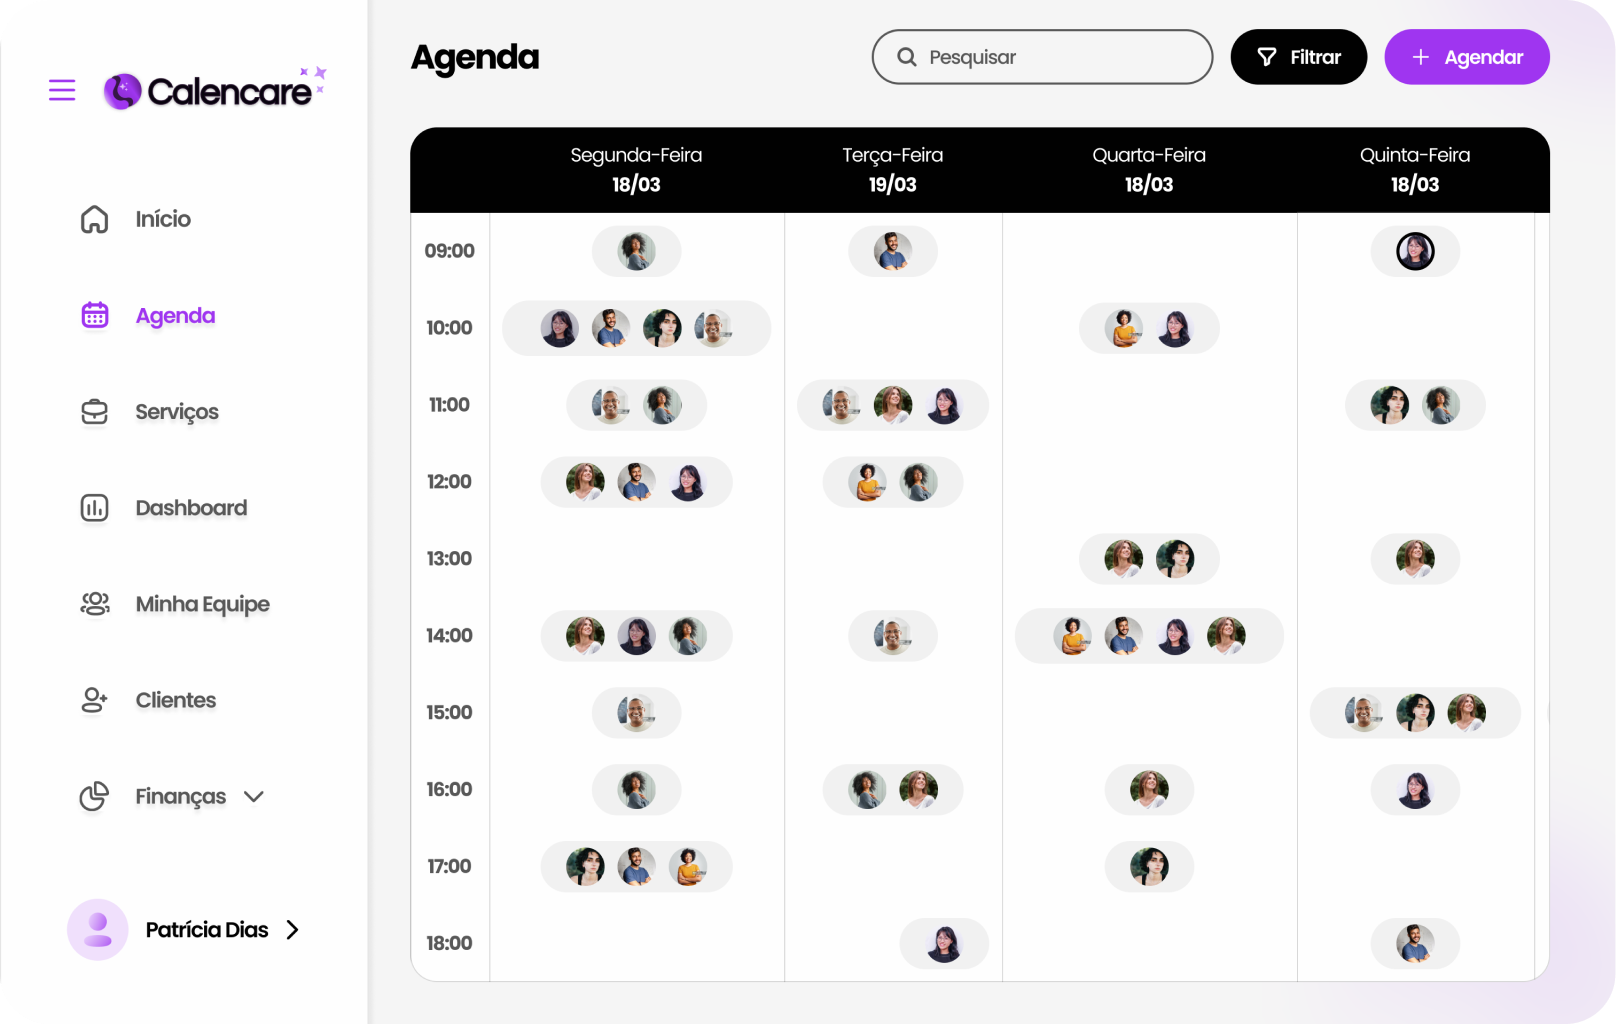 Calencare
Início
Agenda
Serviços
Dashboard
Minha Equipe
Clientes
Finanças
Patrícia Dias
Agenda
Pesquisar
Filtrar
Agendar
Segunda-Feira
18/03
Terça-Feira
19/03
Quarta-Feira
18/03
Quinta-Feira
18/03
09:00
10:00
11:00
12:00
13:00
14:00
15:00
16:00
17:00
18:00